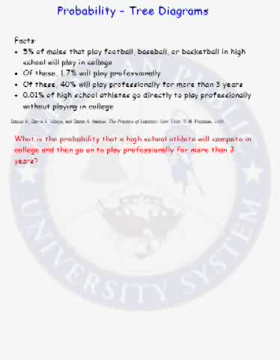 Probability - Tree Diagrams
Facts:
• 5% of males that play football, baseball, or basketball in high
school will play in college
• Of these, 1.7% will play professionally
• Of these, 40% will play professionally for more than 3 years
• 0.01% of high school athletes go directly to play professionally
without playing in college
What is the probability that a high school athlete will compete in
college and then go on to play professionally for more than 3
years?
UNIVERSITY SYSTEM